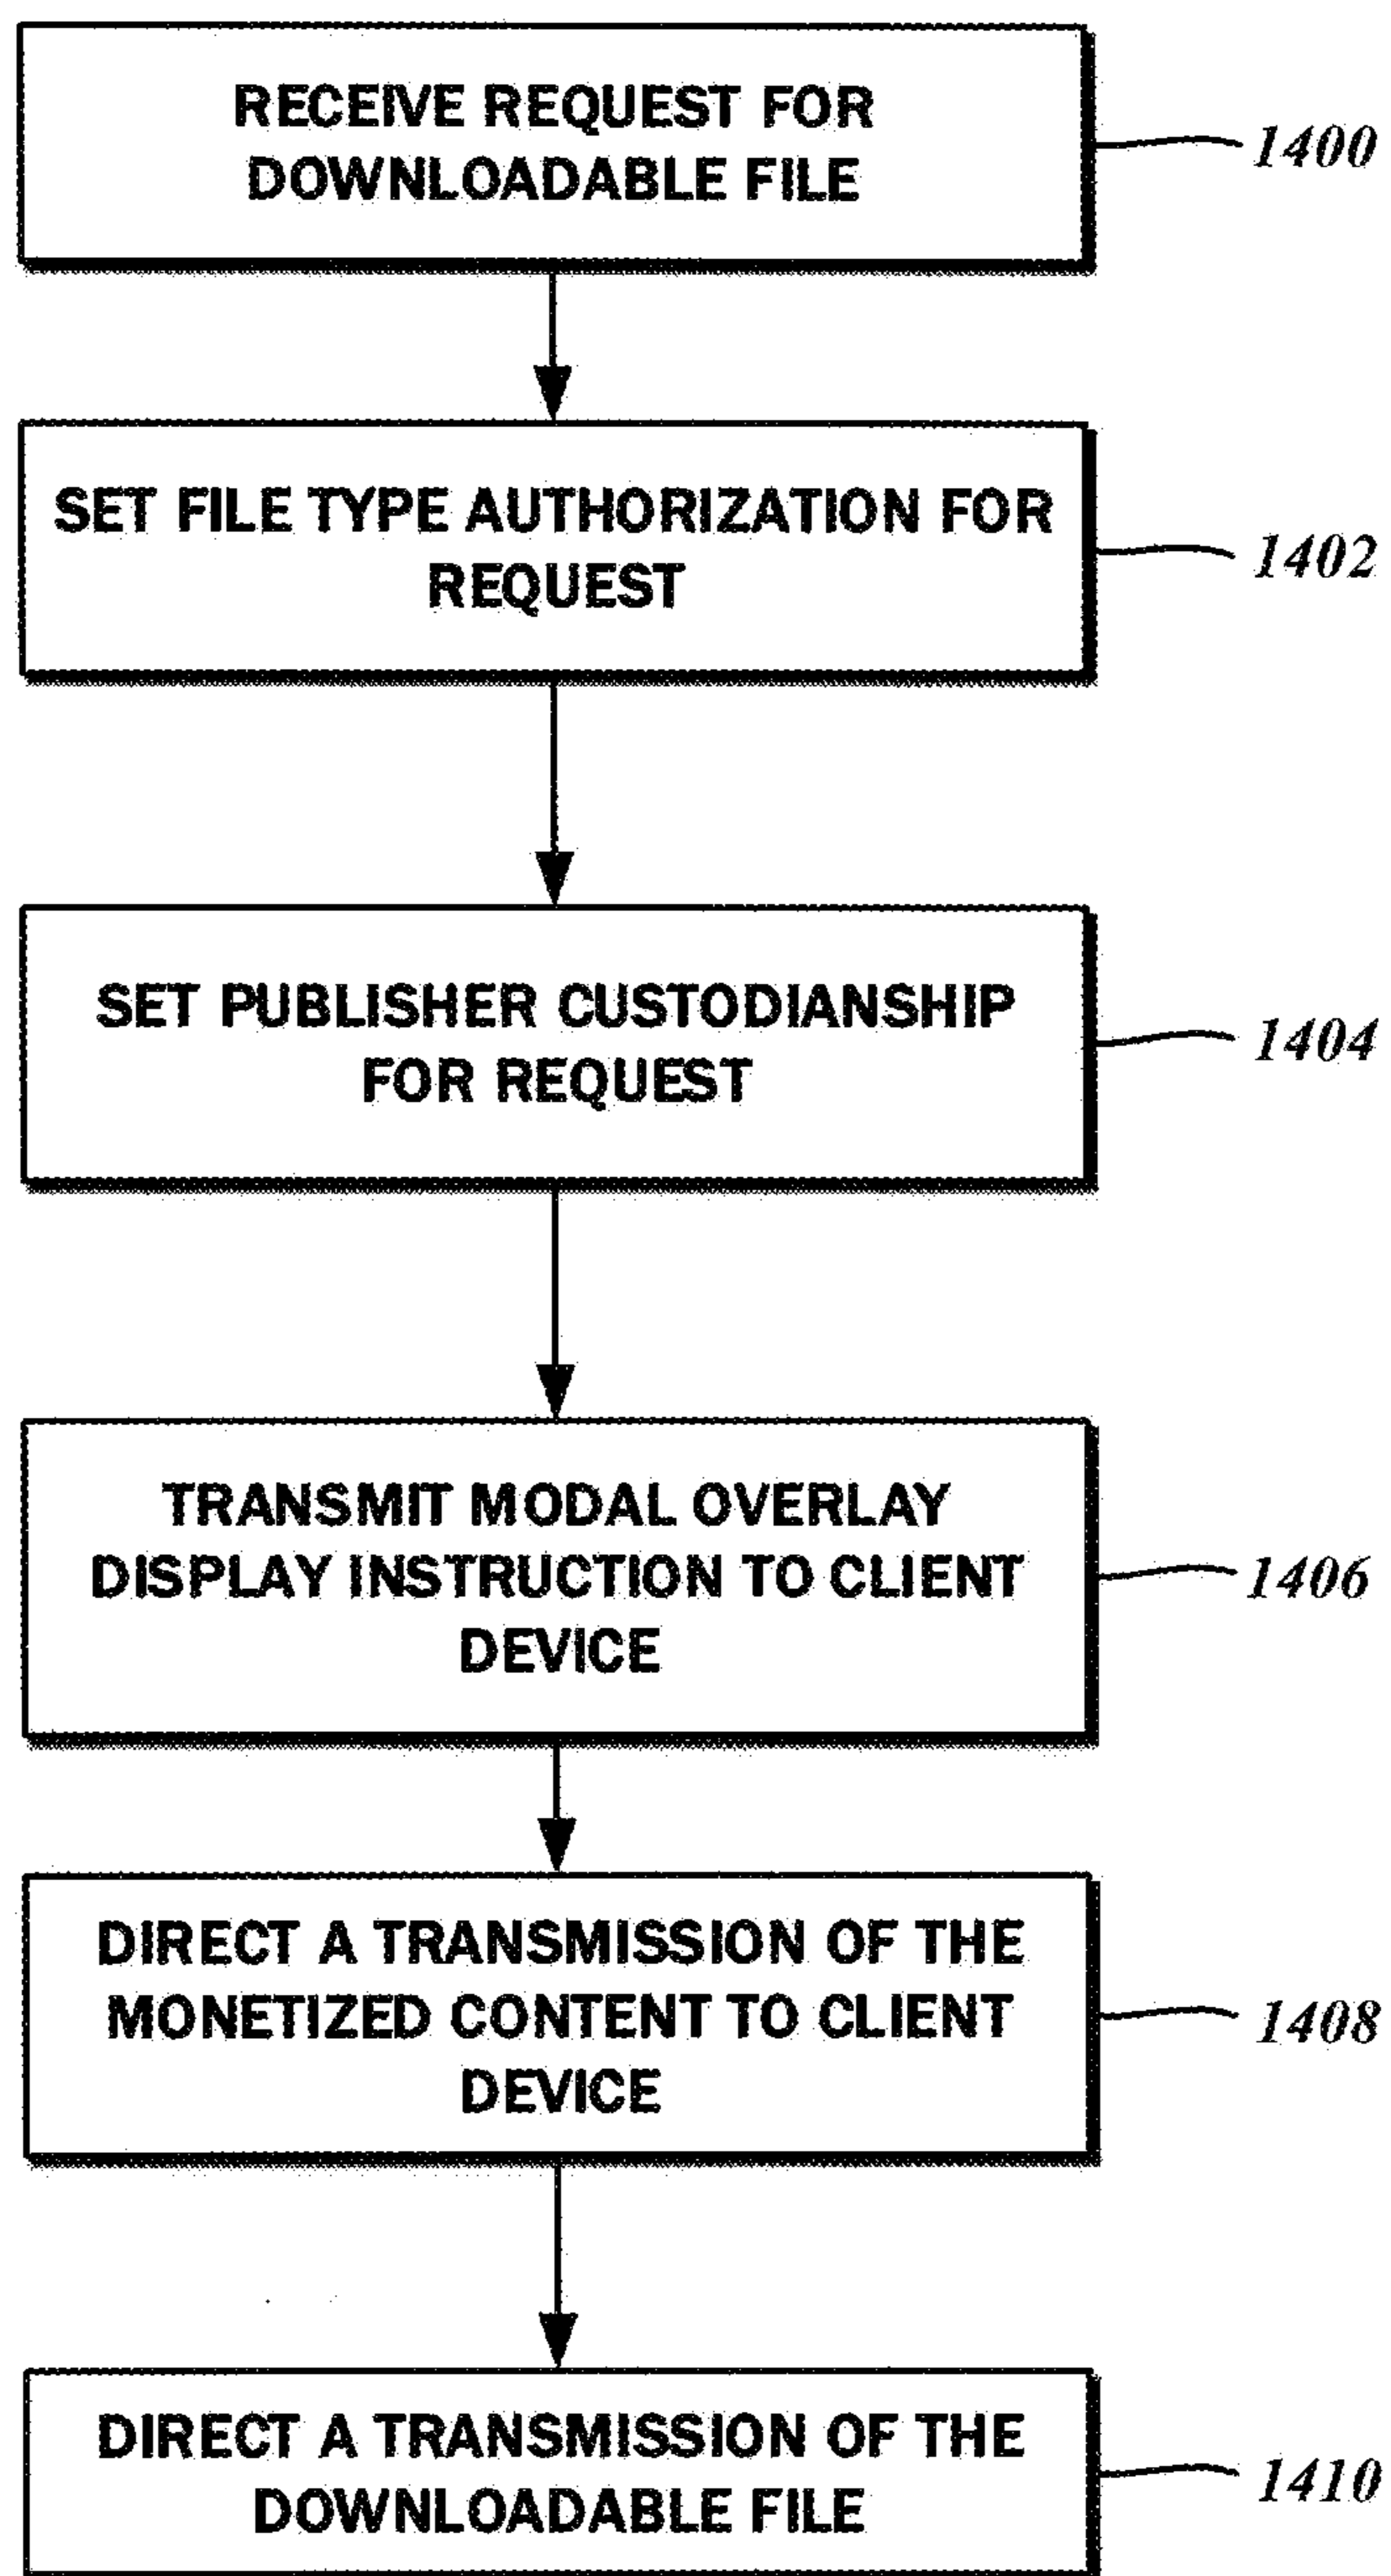 RECEIVE REQUEST FOR
DOWNLOADABLE FILE
1400
SET FILE TYPE AUTHORIZATION FOR
REQUEST
1402
SET PUBLISHER CUSTODIANSHIP
FOR REQUEST
1404
TRANSMIT MODAL OVERLAY
DISPLAY INSTRUCTION TO CLIENT
DEVICE
1406
DIRECT A TRANSMISSION OF THE
MONETIZED CONTENT TO CLIENT
DEVICE
1408
DIRECT A TRANSMISSION OF THE
DOWNLOADABLE FILE
1410